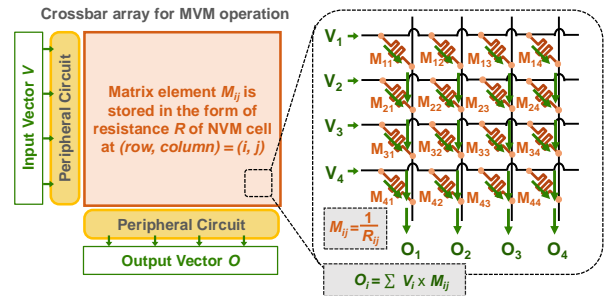 Crossbar array for MVM operation
Input Vector V
Peripheral Circuit
Matrix element Mij is
stored in the form of
resistance R of NVM cell
at (row, column) = (i, j)
Peripheral Circuit
Output Vector O
V1
M11 M12 M13 M14
V2
M21 M22 M23 M24
V3
M31 M32 M33 M34
V4
M41 M42 M43 M44
Mij = 1
Rij
O1 O2 O3 O4
Oi = ∑ Vi x Mij